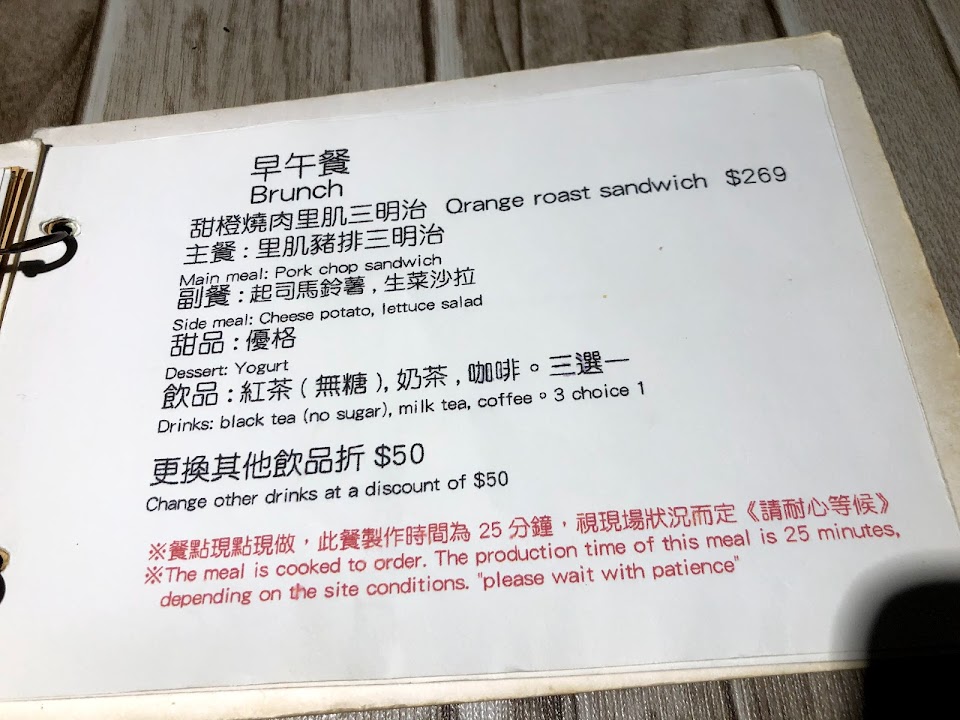 早午餐
Brunch
甜橙燒肉里肌三明治 Qrange roast sandwich $269
主餐：里肌豬排三明治
Main meal: Pork chop sandwich
副餐：起司馬鈴薯，生菜沙拉
Side meal: Cheese potato, lettuce salad
甜品：優格
Dessert: Yogurt
飲品：紅茶（無糖），奶茶，咖啡。三選一
Drinks: black tea (no sugar), milk tea, coffee。3 choice 1
更換其他飲品折 $50
Change other drinks at a discount of $50
※餐點現點現做，此餐製作時間為 25 分鐘，視現場狀況而定《請耐心等候》
※The meal is cooked to order. The production time of this meal is 25 minutes,
depending on the site conditions. "please wait with patience"